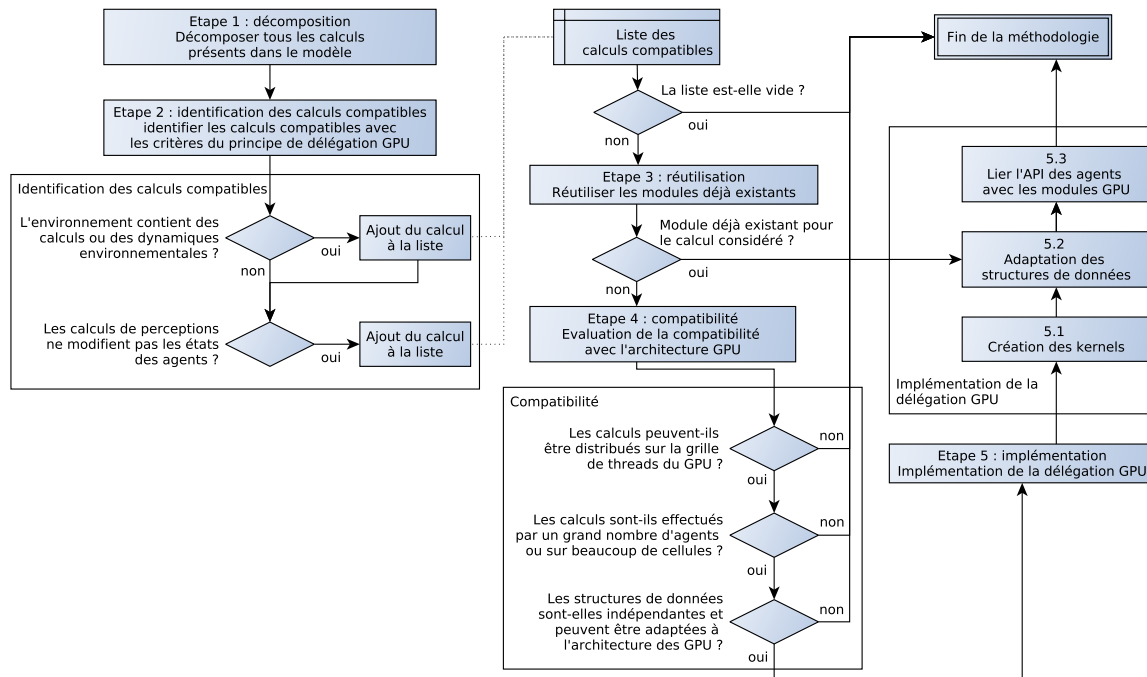 Etape 1 : décomposition
Décomposer tous les calculs
présents dans le modèle
Etape 2 : identification des calculs compatibles
identifier les calculs compatibles avec
les critères du principe de délégation GPU
Identification des calculs compatibles
L'environnement contient des
calculs ou des dynamiques
environnementales ?
oui
non
Ajout du calcul
à la liste
Les calculs de perceptions
ne modifient pas les états
des agents ?
oui
Ajout du calcul
à la liste
Liste des
calculs compatibles
La liste est-elle vide ?
oui
non
Etape 3 : réutilisation
Réutiliser les modules déjà existants
Module déjà existant pour
le calcul considéré ?
oui
non
Etape 4 : compatibilité
Evaluation de la compatibilité
avec l'architecture GPU
Compatibilité
Les calculs peuvent-ils
être distribués sur la grille
de threads du GPU ?
non
oui
Les calculs sont-ils effectués
par un grand nombre d'agents
ou sur beaucoup de cellules ?
non
oui
Les structures de données
sont-elles indépendantes et
peuvent être adaptées à
l'architecture des GPU ?
non
oui
Fin de la méthodologie
5.3
Lier l'API des agents
avec les modules GPU
5.2
Adaptation des
structures de données
5.1
Création des kernels
Implémentation de la
délégation GPU
Etape 5 : implémentation
Implémentation de la délégation GPU